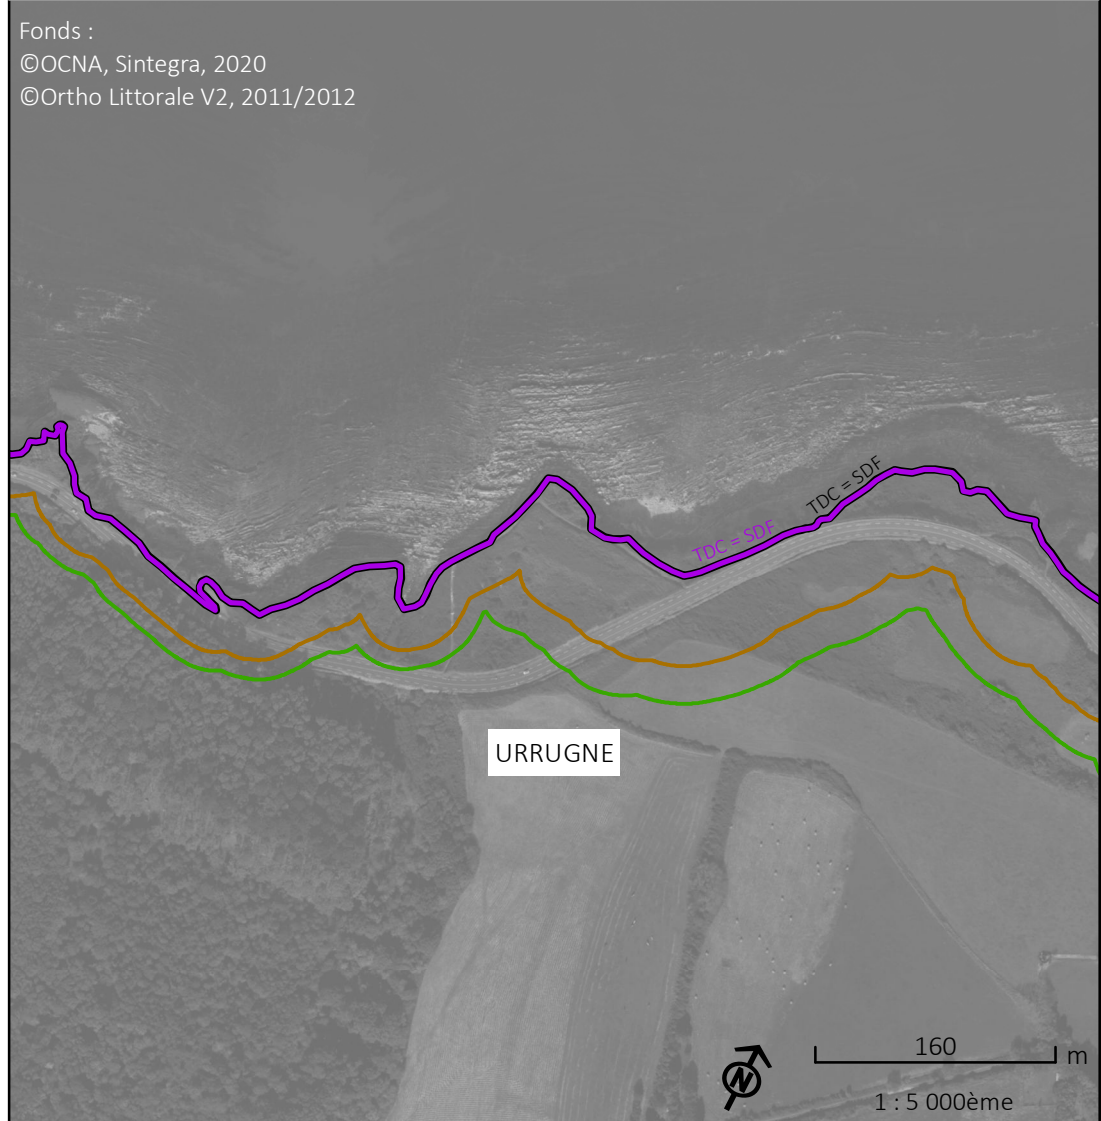 Fonds :
©OCNA, Sintegra, 2020
©Ortho Littorale V2, 2011/2012
TDC = SDF
TDC = SDF
URRUGNE
N
160
m
1 : 5 000ème